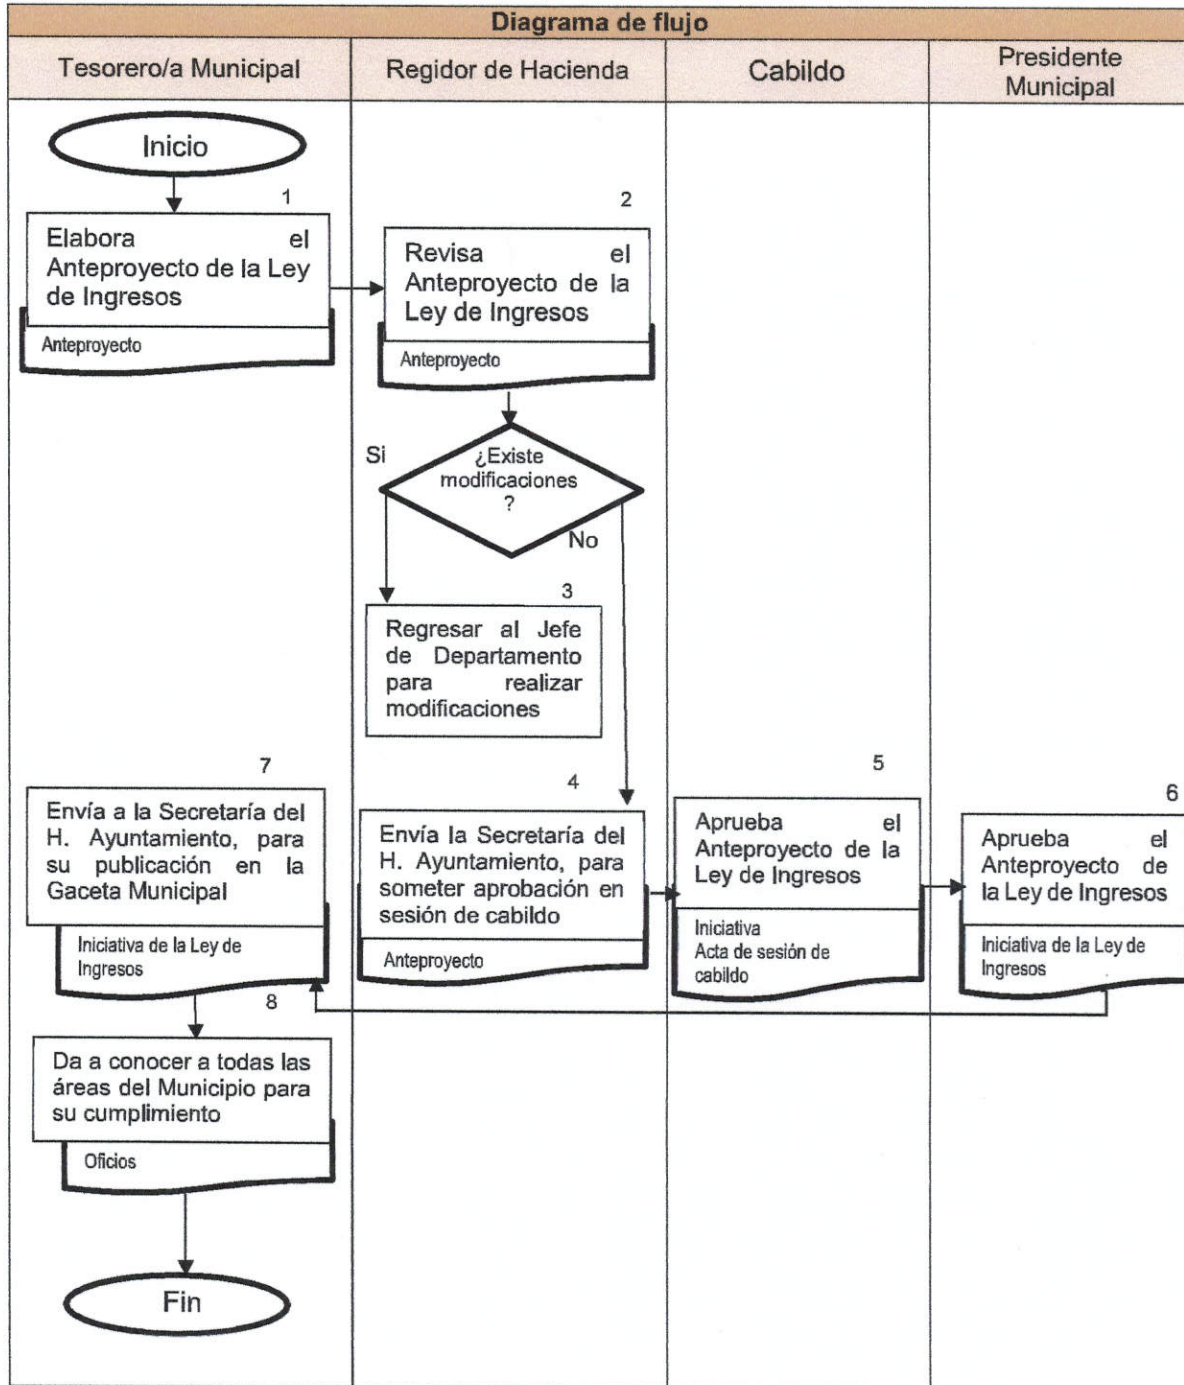 Diagrama de flujo
Tesorero/a Municipal
Regidor de Hacienda
Cabildo
Presidente
Municipal
Inicio
1
Elabora el
Anteproyecto de la Ley
de Ingresos
Anteproyecto
2
Revisa el
Anteproyecto de la
Ley de Ingresos
Anteproyecto
Si
¿Existe
modificaciones
?
No
3
Regresar al Jefe
de Departamento
para realizar
modificaciones
4
Envía la Secretaría del
H. Ayuntamiento, para
someter aprobación en
sesión de cabildo
Anteproyecto
5
Aprueba el
Anteproyecto de la
Ley de Ingresos
Iniciativa
Acta de sesión de
cabildo
6
Aprueba el
Anteproyecto de
la Ley de Ingresos
Iniciativa de la Ley de
Ingresos
7
Envía a la Secretaría del
H. Ayuntamiento, para
su publicación en la
Gaceta Municipal
Iniciativa de la Ley de
Ingresos
8
Da a conocer a todas las
áreas del Municipio para
su cumplimiento
Oficios
Fin